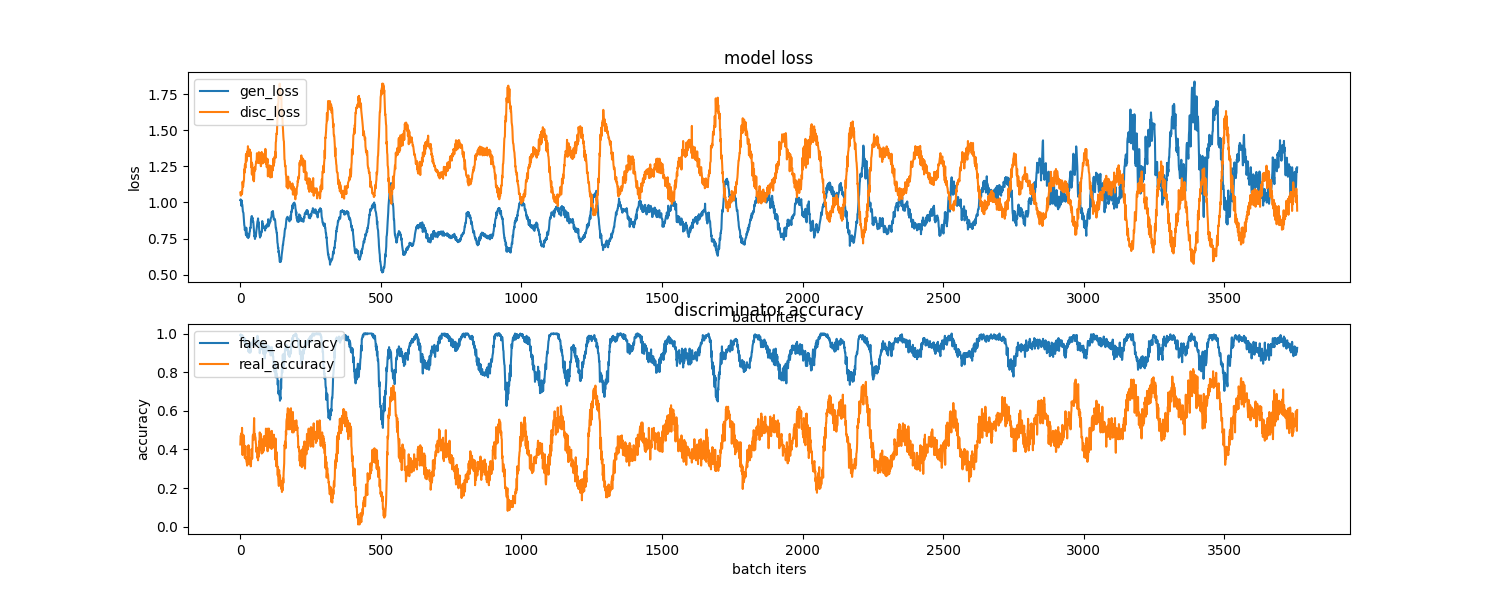 model loss
gen_loss
disc_loss
loss
1.75
1.50
1.25
1.00
0.75
0.50
0
500
1000
1500
2000
2500
3000
3500
batch iters
discriminator accuracy
fake_accuracy
real_accuracy
accuracy
1.0
0.8
0.6
0.4
0.2
0.0
0
500
1000
1500
2000
2500
3000
3500
batch iters